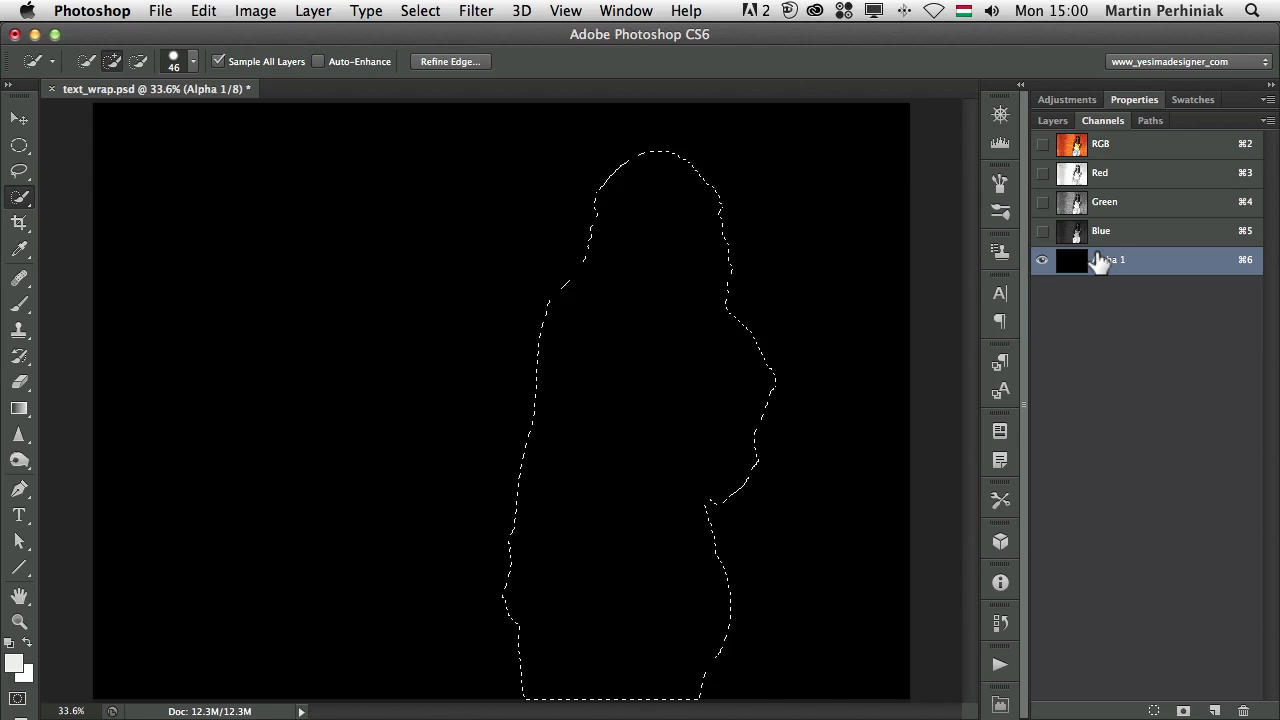 Photoshop File Edit Image Layer Type Select Filter 3D View Window Help 2 Mon 15:00 Martin Perhiniak
Adobe Photoshop CS6
46 Sample All Layers Auto-Enhance Refine Edge... www_yesimadesigner_com
text_wrap.psd @ 33.6% (Alpha 1/8) *
Adjustments Properties Swatches
Layers Channels Paths
RGB ⌘2
Red ⌘3
Green ⌘4
Blue ⌘5
1 ⌘6
33.6% Doc: 12.3M/12.3M